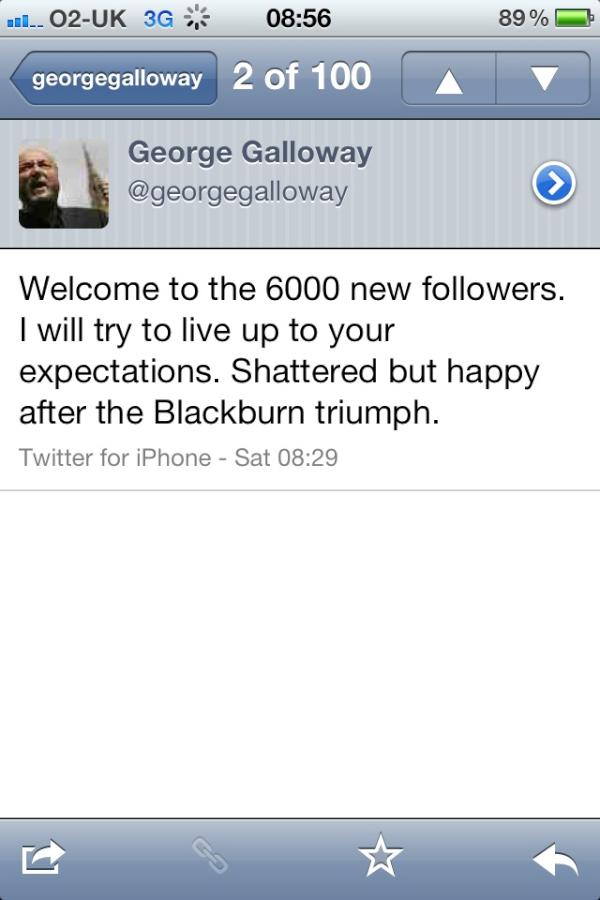 O2-UK 3G 08:56 89%
georgegalloway 2 of 100
George Galloway
@georgegalloway
Welcome to the 6000 new followers.
I will try to live up to your
expectations. Shattered but happy
after the Blackburn triumph.
Twitter for iPhone - Sat 08:29